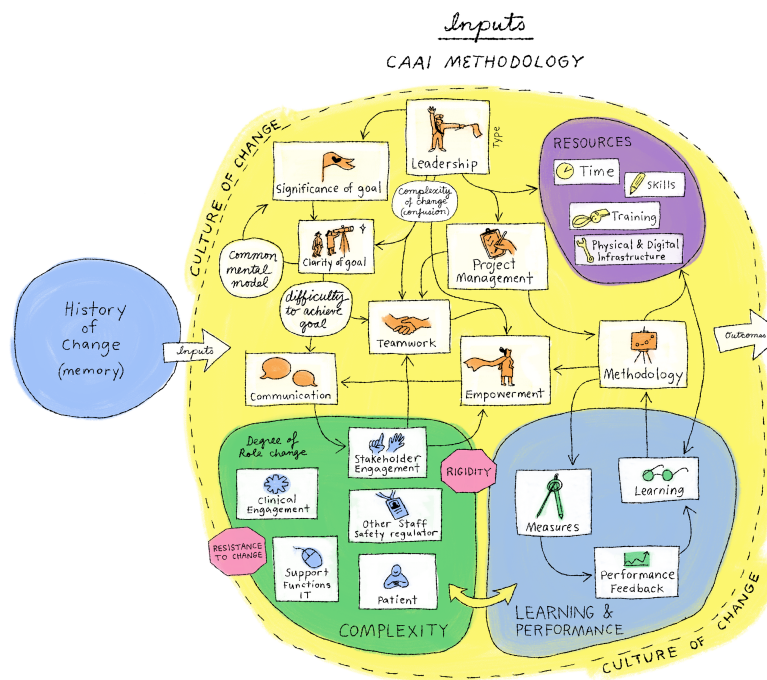 Inputs
CAAI METHODOLOGY
CULTURE OF CHANGE
Leadership
Type
Significance of goal
Complexity
of change
(confusion)
RESOURCES
Time
Skills
Training
Physical & Digital
Infrastructure
Clarity of goal
Common
mental
model
Project
Management
difficulty
to achieve
goal
History
of
Change
(memory)
Inputs
Teamwork
Outcomes
Methodology
Communication
Empowerment
Degree of
Role change
Stakeholder
Engagement
RIGIDITY
Learning
Clinical
Engagement
Other Staff
Safety regulator
Measures
RESISTANCE
TO CHANGE
Support
Functions
IT
Patient
Performance
Feedback
COMPLEXITY
LEARNING &
PERFORMANCE
CULTURE OF CHANGE